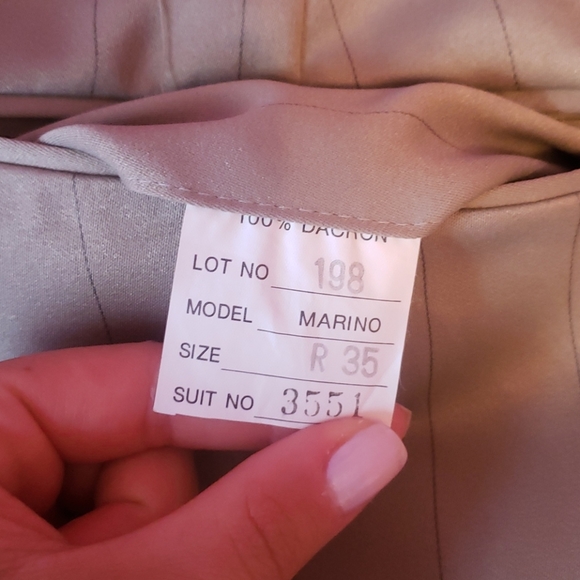 100% DACRON
LOT NO 198
MODEL MARINO
SIZE R 35
SUIT NO 3551